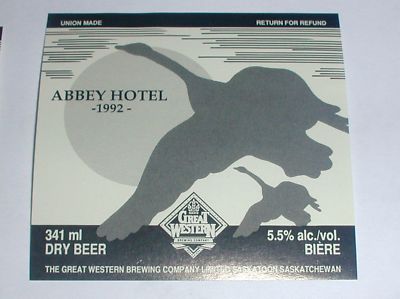 UNION MADE
RETURN FOR REFUND
ABBEY HOTEL
-1992-
GREAT
WESTERN
BREWING COMPANY
341 ml
5.5% alc./vol.
DRY BEER
BIÈRE
THE GREAT WESTERN BREWING COMPANY LIMITED SASKATOON SASKATCHEWAN